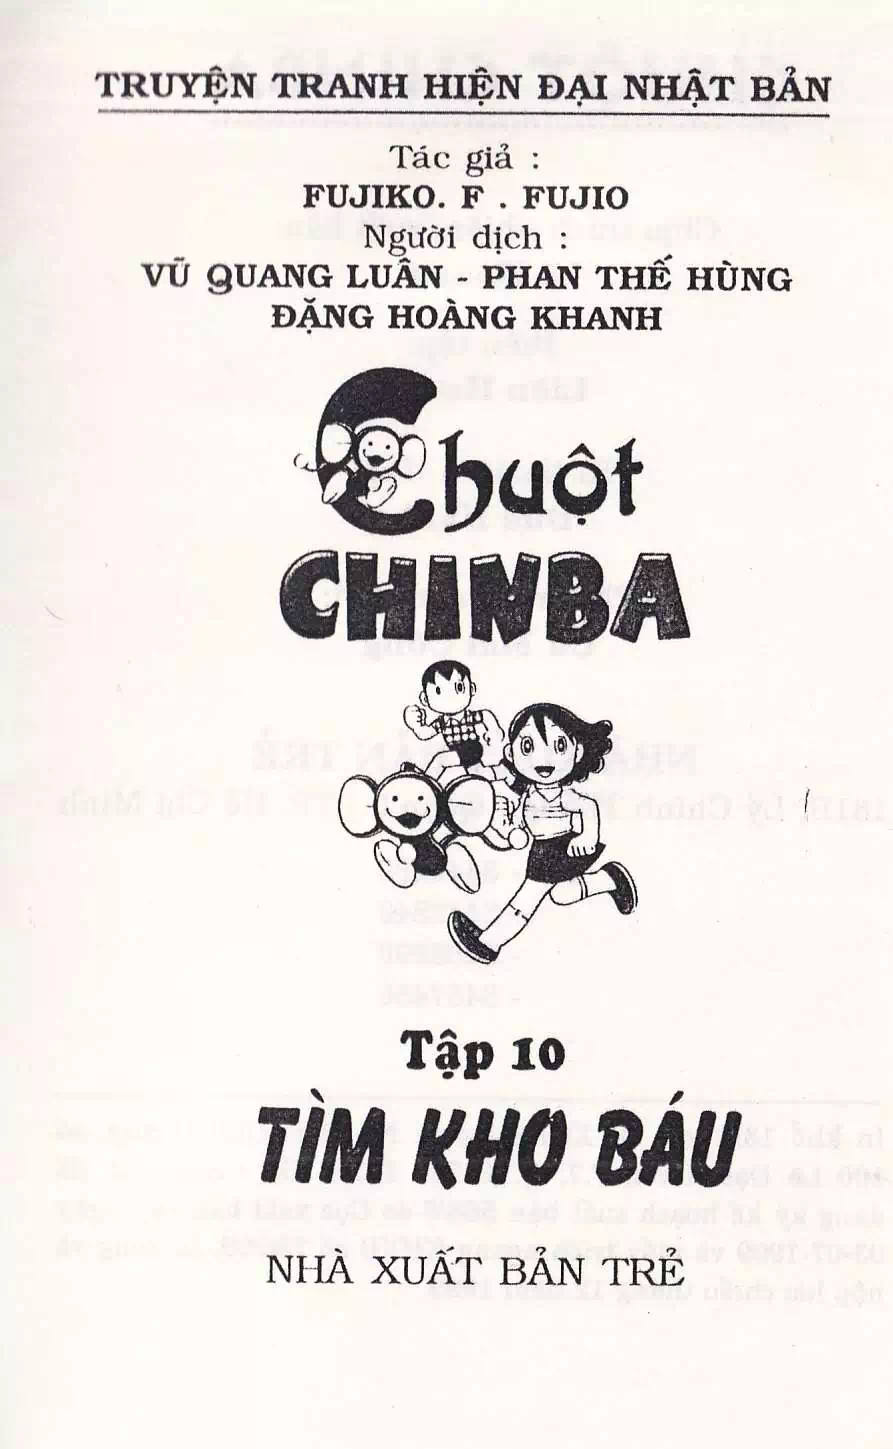 TRUYỆN TRANH HIỆN ĐẠI NHẬT BẢN
Tác giả :
FUJIKO. F . FUJIO
Người dịch :
VŨ QUANG LUÂN - PHAN THẾ HÙNG
ĐẶNG HOÀNG KHANH
Chuột
CHINBA
Tập 10
TÌM KHO BÁU
NHÀ XUẤT BẢN TRẺ